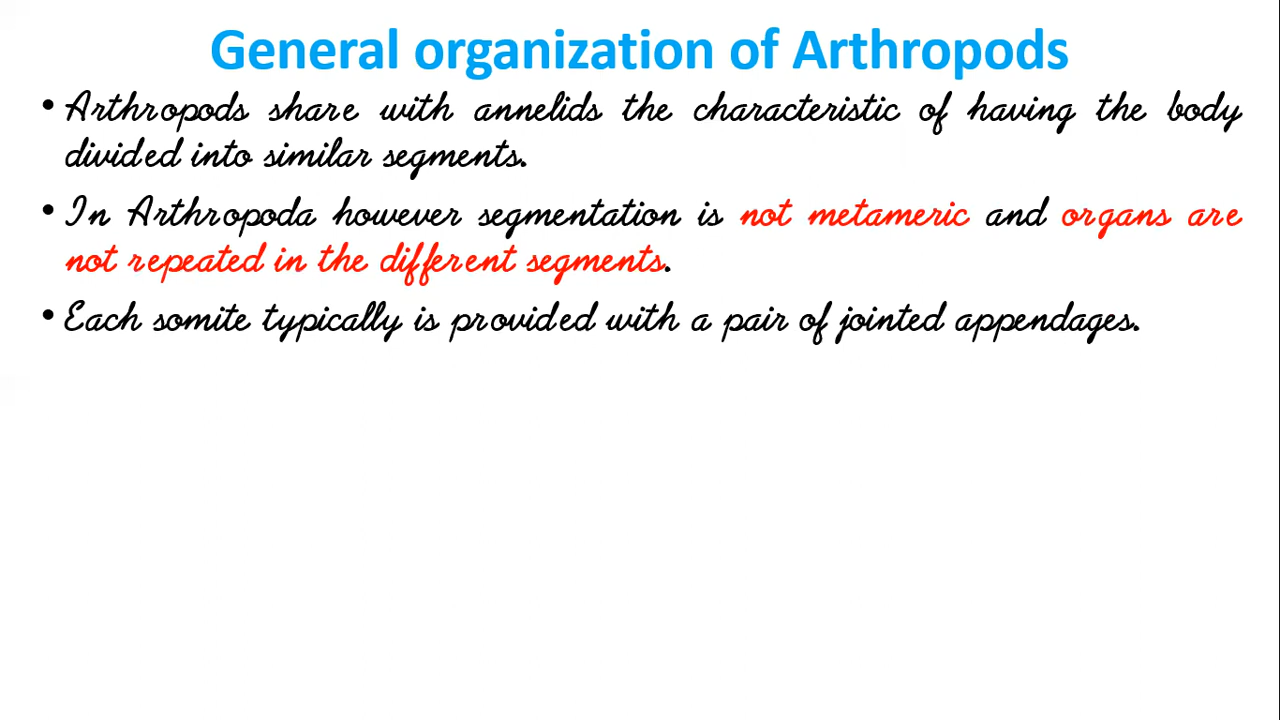 General organization of Arthropods
• Arthropods share with annelids the characteristic of having the body
divided into similar segments.
• In Arthropoda however segmentation is not metameric and organs are
not repeated in the different segments.
• Each somite typically is provided with a pair of jointed appendages.